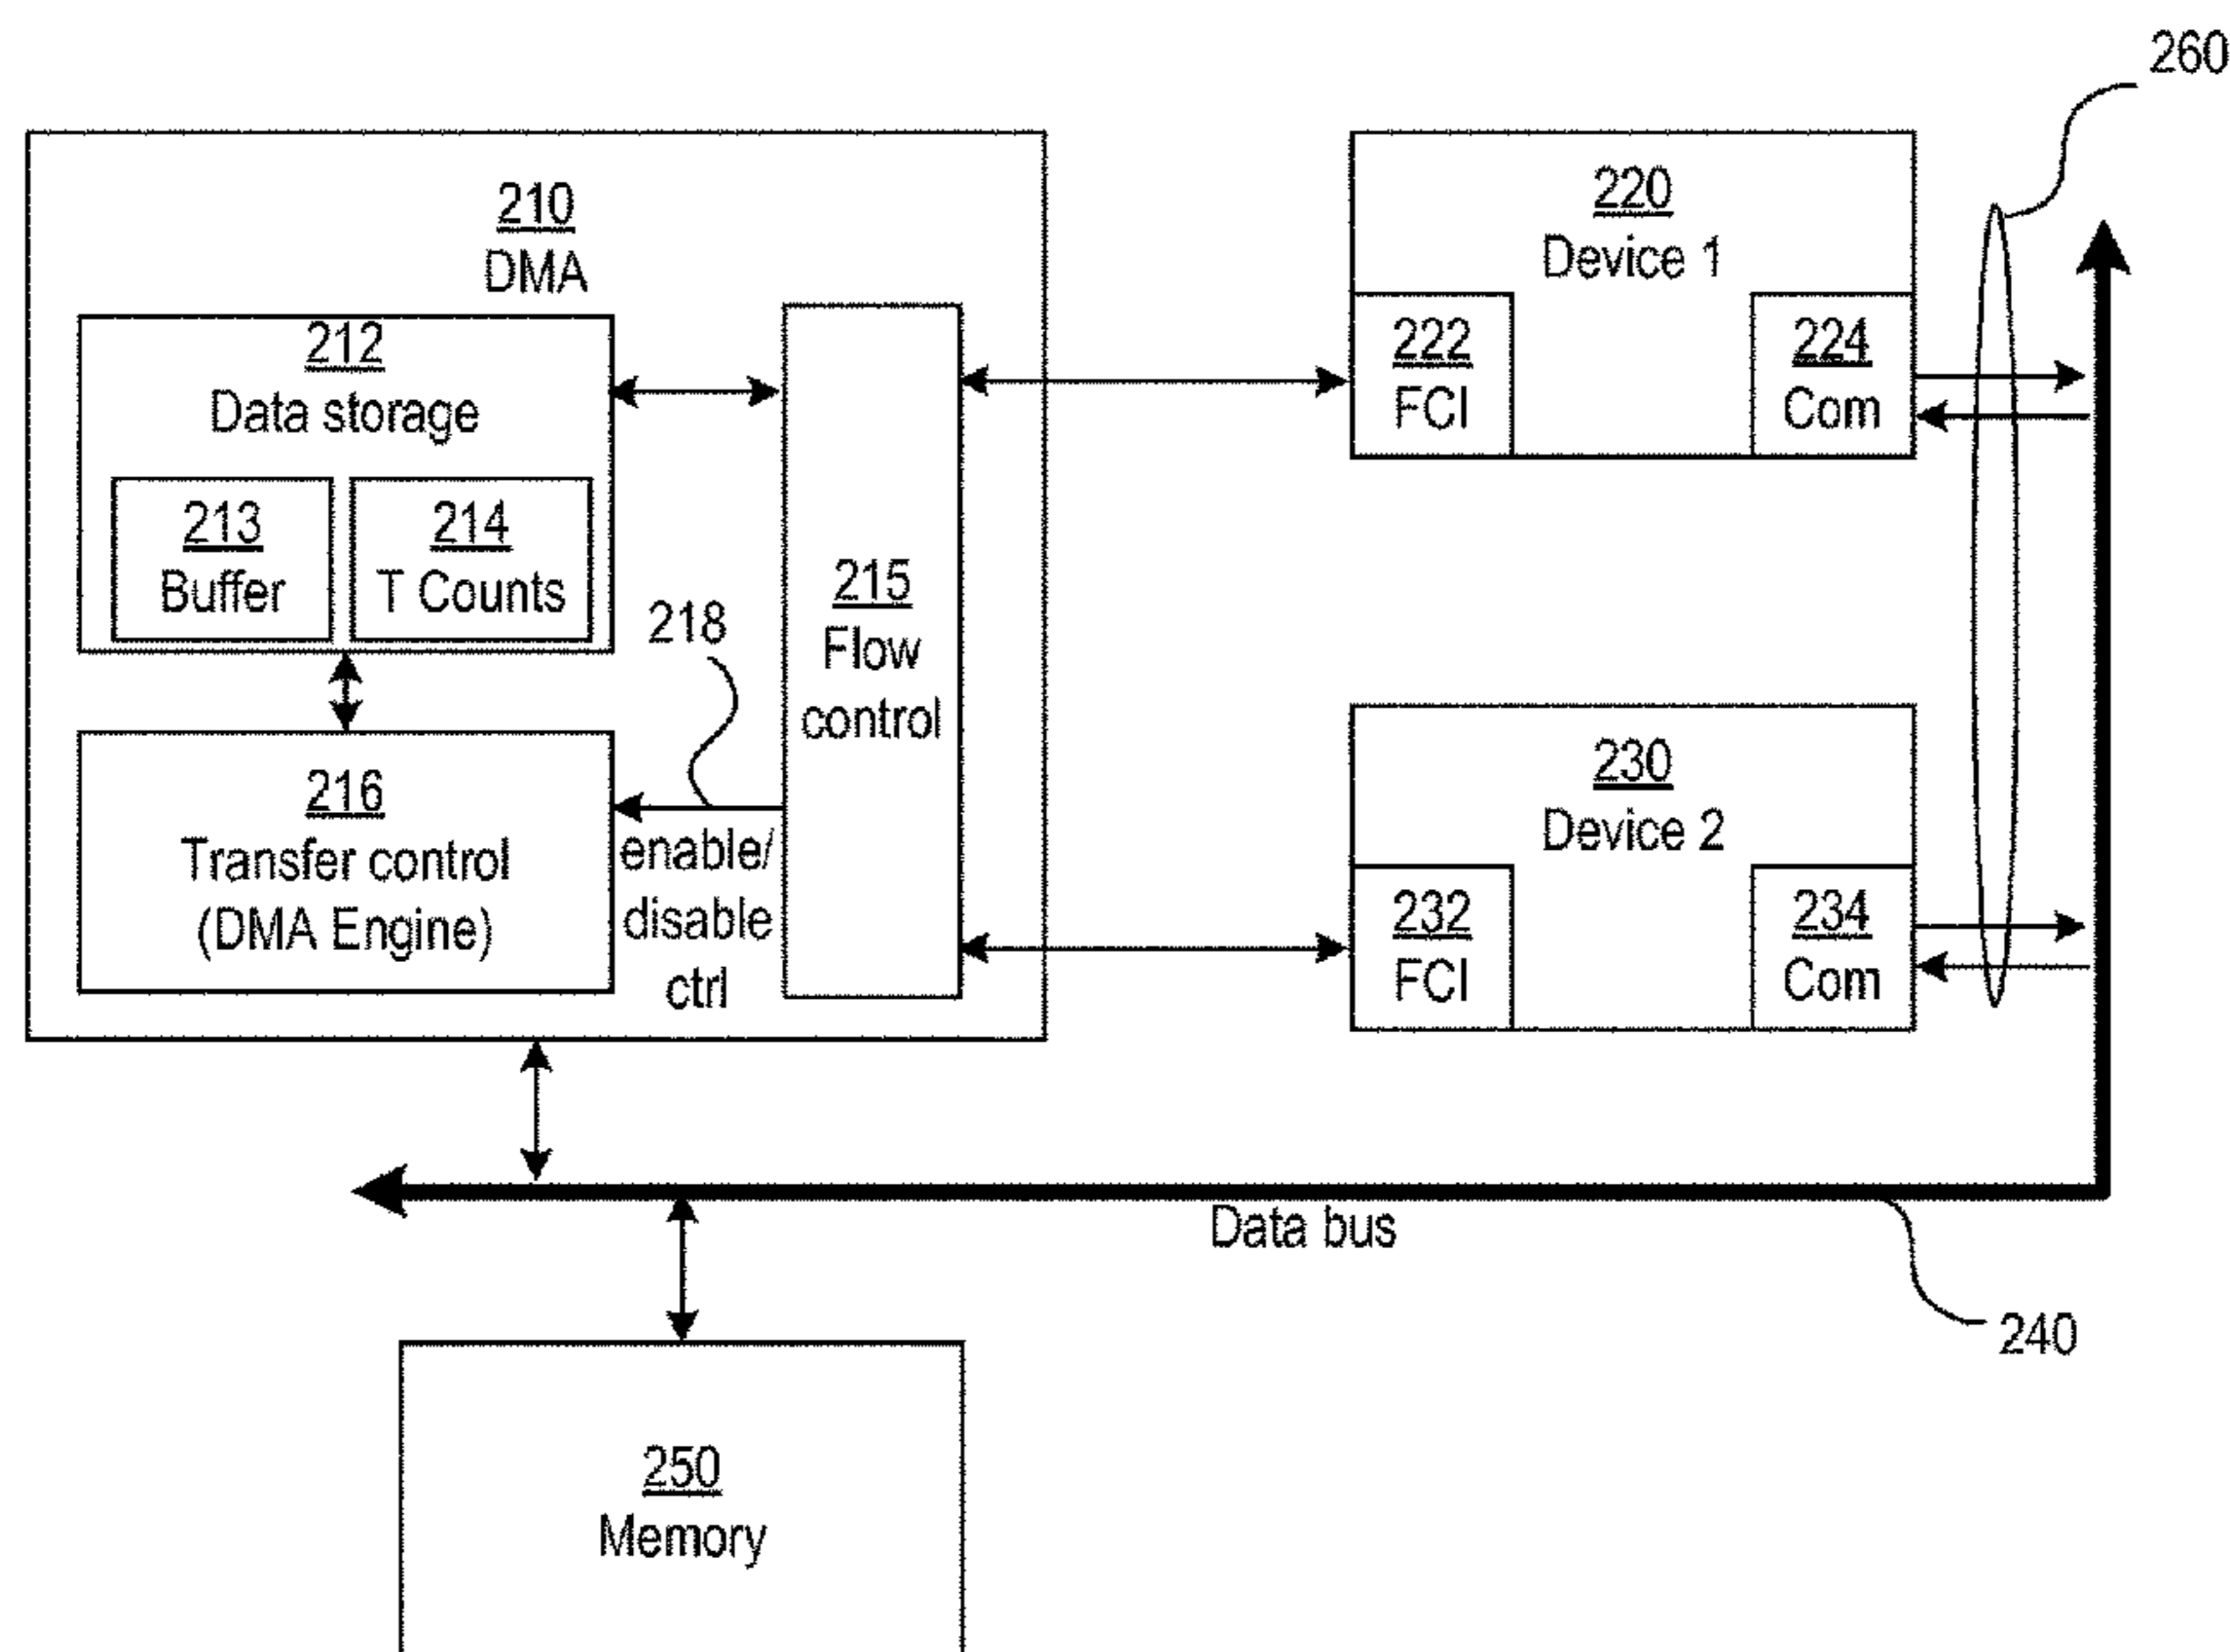 260
210
DMA
212
Data storage
213
Buffer
214
T Counts
218
215
Flow
control
216
Transfer control
(DMA Engine)
enable/
disable
ctrl
220
Device 1
222
FCI
224
Com
230
Device 2
232
FCI
234
Com
Data bus
240
250
Memory